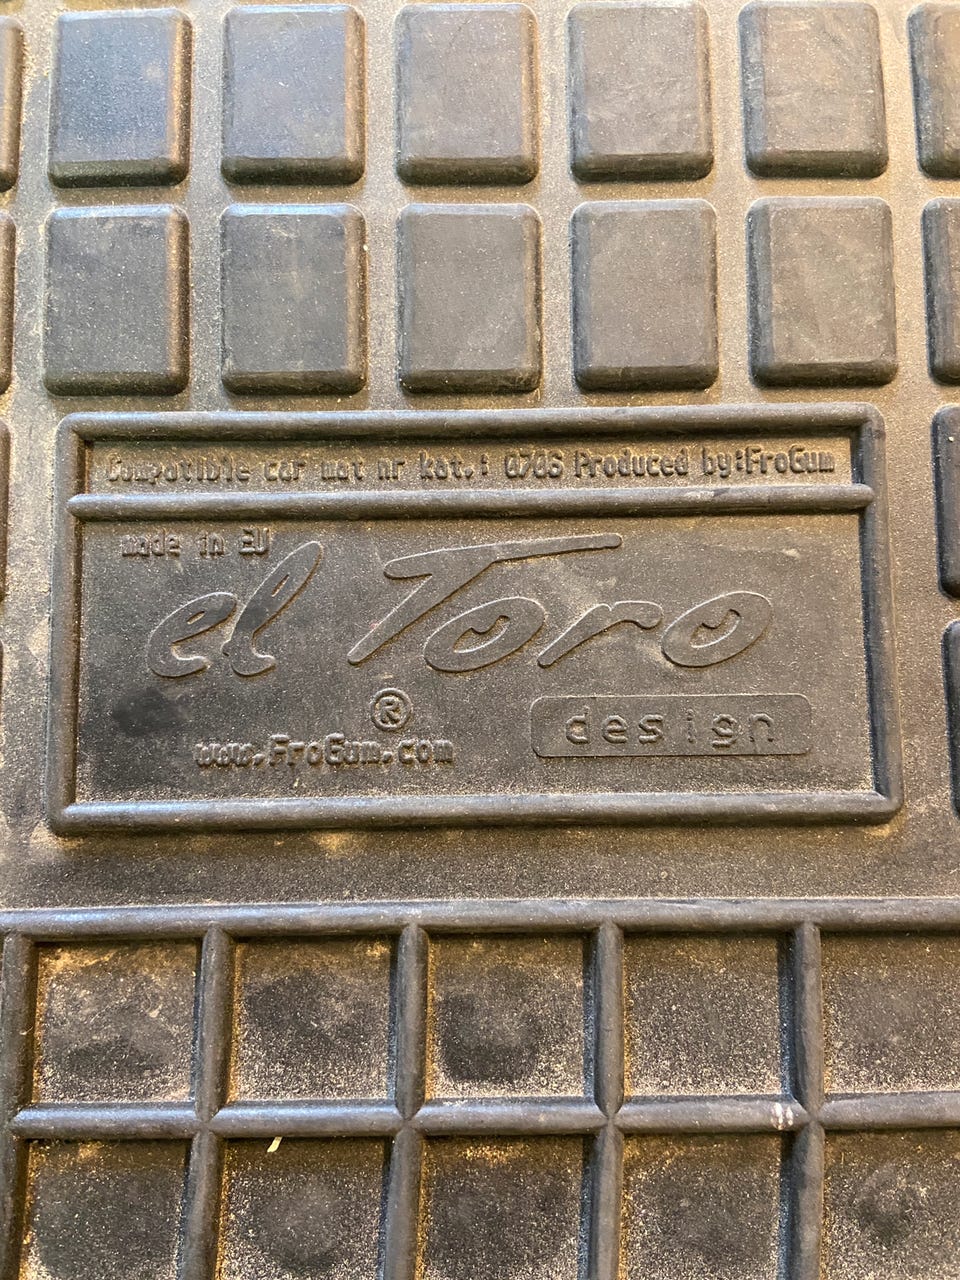 Compatible car mat nr kat.: 0706 Produced by:FroGum
made in EU
el Toro
®
design
www.FroGum.com